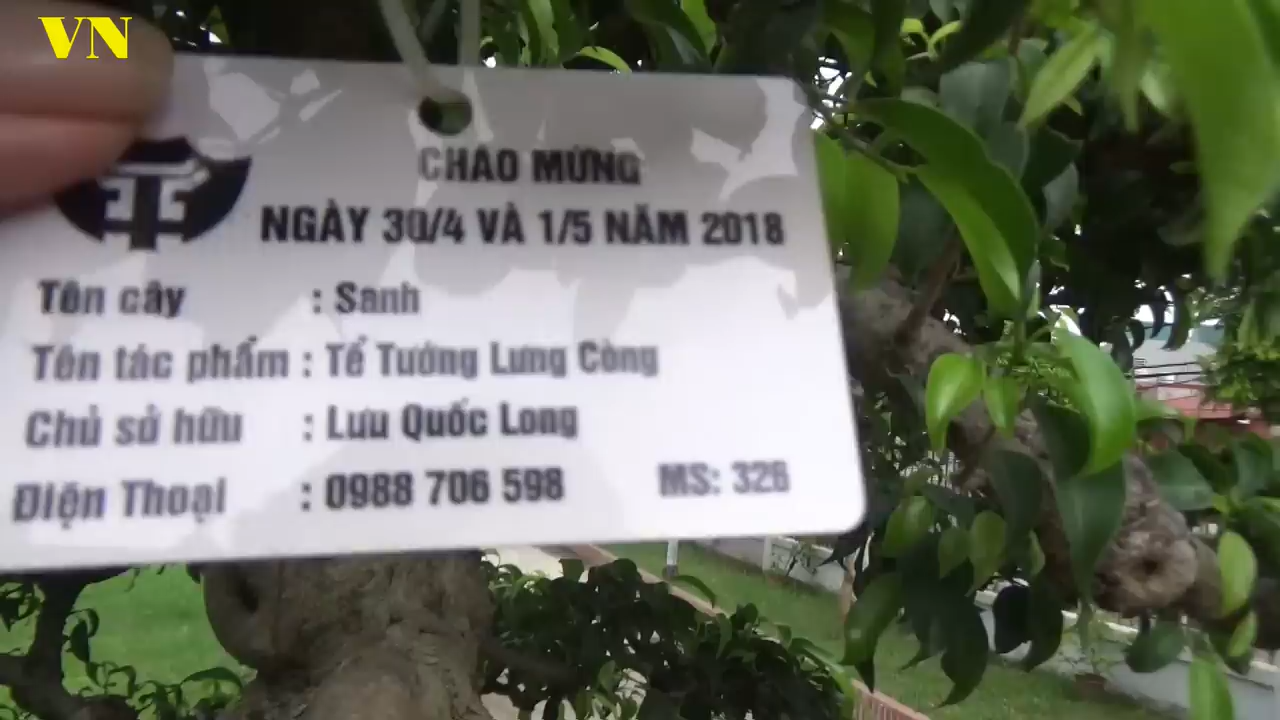 VN
CHÀO MỪNG
NGÀY 30/4 VÀ 1/5 NĂM 2018
Tên cây : Sanh
Tên tác phẩm : Tể Tướng Lưng Còng
Chủ sở hữu : Lưu Quốc Long
Điện Thoại : 0988 706 598 MS: 326